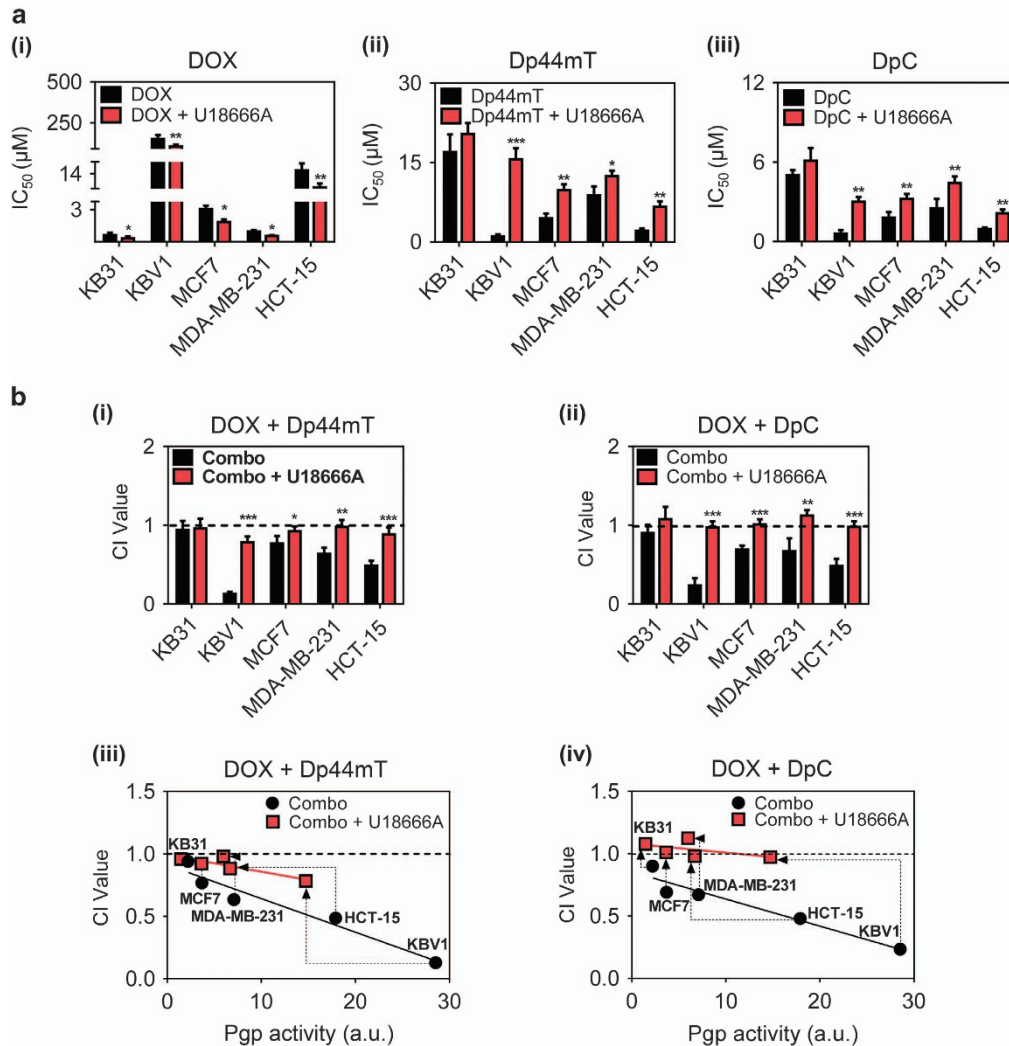 a
(i)
DOX
500
250
14
3
IC50 (µM)
DOX
DOX + U18666A
*
**
*
*
**
KB31
KBV1
MCF7
MDA-MB-231
HCT-15
(ii)
Dp44mT
30
15
0
IC50 (µM)
Dp44mT
Dp44mT + U18666A
***
**
*
**
KB31
KBV1
MCF7
MDA-MB-231
HCT-15
(iii)
DpC
12
6
0
IC50 (µM)
DpC
DpC + U18666A
**
**
**
**
KB31
KBV1
MCF7
MDA-MB-231
HCT-15
b
(i)
DOX + Dp44mT
2
1
0
CI Value
Combo
Combo + U18666A
***
*
**
***
KB31
KBV1
MCF7
MDA-MB-231
HCT-15
(ii)
DOX + DpC
2
1
0
CI Value
Combo
Combo + U18666A
***
***
**
***
KB31
KBV1
MCF7
MDA-MB-231
HCT-15
(iii)
DOX + Dp44mT
1.5
1.0
0.5
0.0
CI Value
Combo
Combo + U18666A
KB31
MCF7
MDA-MB-231
HCT-15
KBV1
0
10
20
30
Pgp activity (a.u.)
(iv)
DOX + DpC
1.5
1.0
0.5
0.0
CI Value
Combo
Combo + U18666A
KB31
MCF7
MDA-MB-231
HCT-15
KBV1
0
10
20
30
Pgp activity (a.u.)